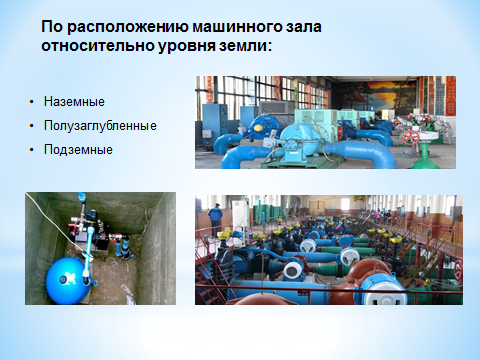 По расположению машинного зала
относительно уровня земли:
• Наземные
• Полузаглубленные
• Подземные